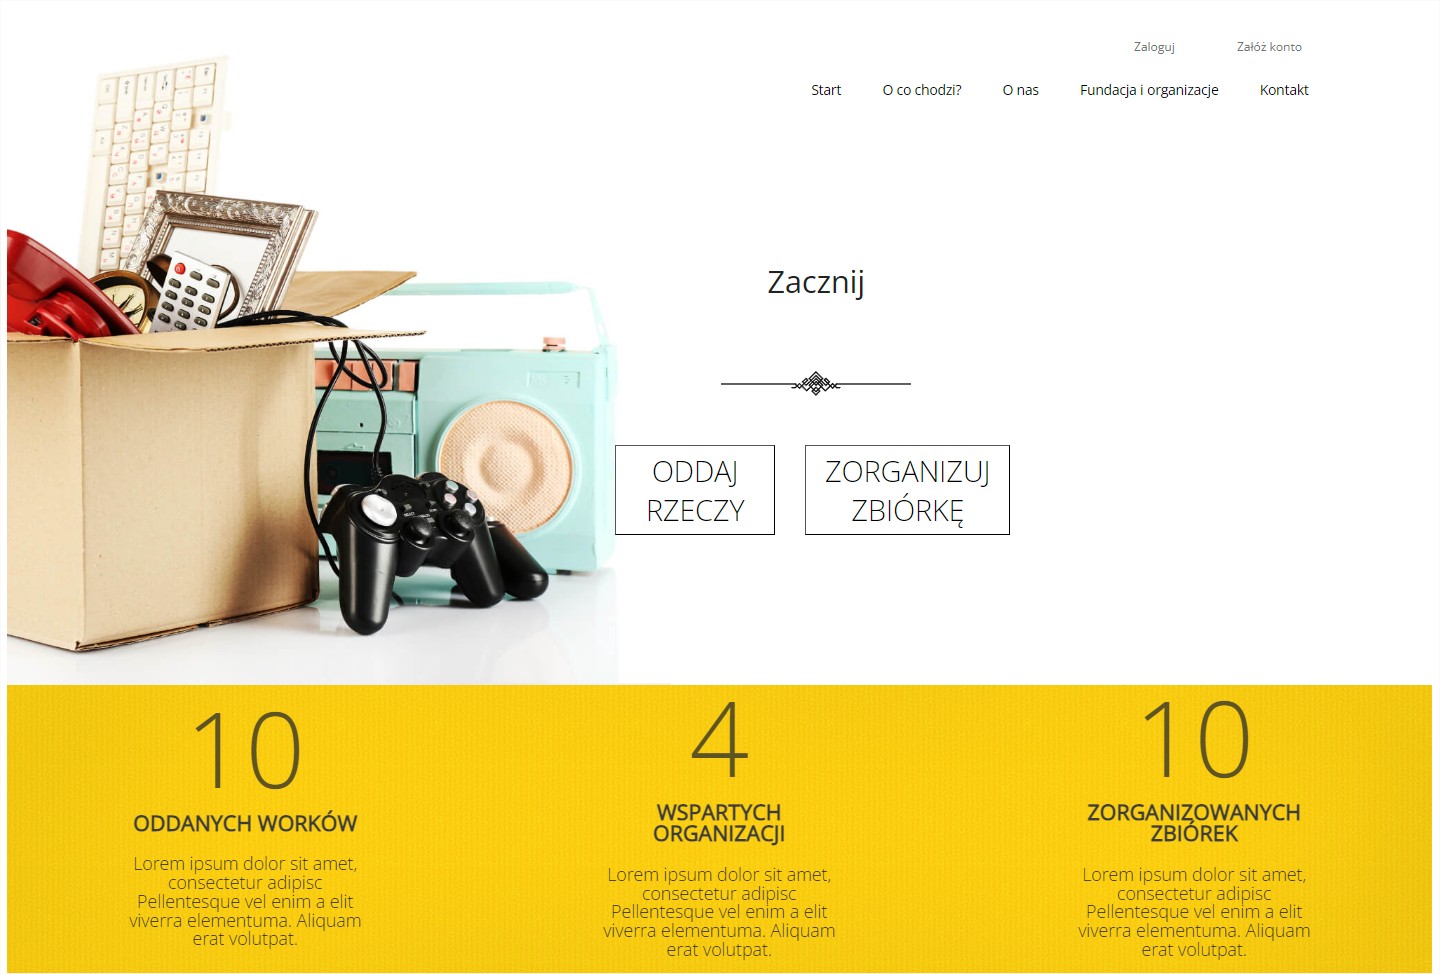 Zaloguj Załóż konto
Start O co chodzi? O nas Fundacja i organizacje Kontakt
Zacznij
ODDAJ
RZECZY
ZORGANIZUJ
ZBIÓRKĘ
10
ODDANYCH WORKÓW
Lorem ipsum dolor sit amet,
consectetur adipisc
Pellentesque vel enim a elit
viverra elementuma. Aliquam
erat volutpat.
4
WSPARTYCH
ORGANIZACJI
Lorem ipsum dolor sit amet,
consectetur adipisc
Pellentesque vel enim a elit
viverra elementuma. Aliquam
erat volutpat.
10
ZORGANIZOWANYCH
ZBIÓREK
Lorem ipsum dolor sit amet,
consectetur adipisc
Pellentesque vel enim a elit
viverra elementuma. Aliquam
erat volutpat.